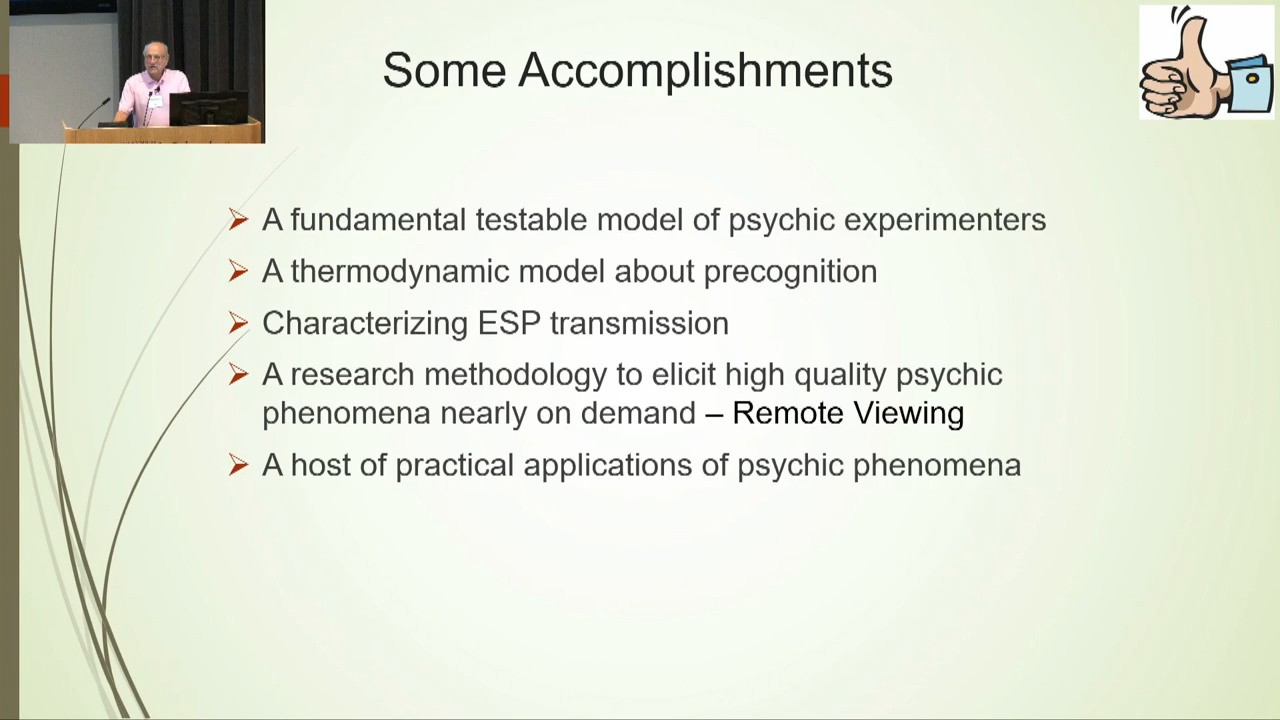 Some Accomplishments
A fundamental testable model of psychic experimenters
A thermodynamic model about precognition
Characterizing ESP transmission
A research methodology to elicit high quality psychic
phenomena nearly on demand – Remote Viewing
A host of practical applications of psychic phenomena